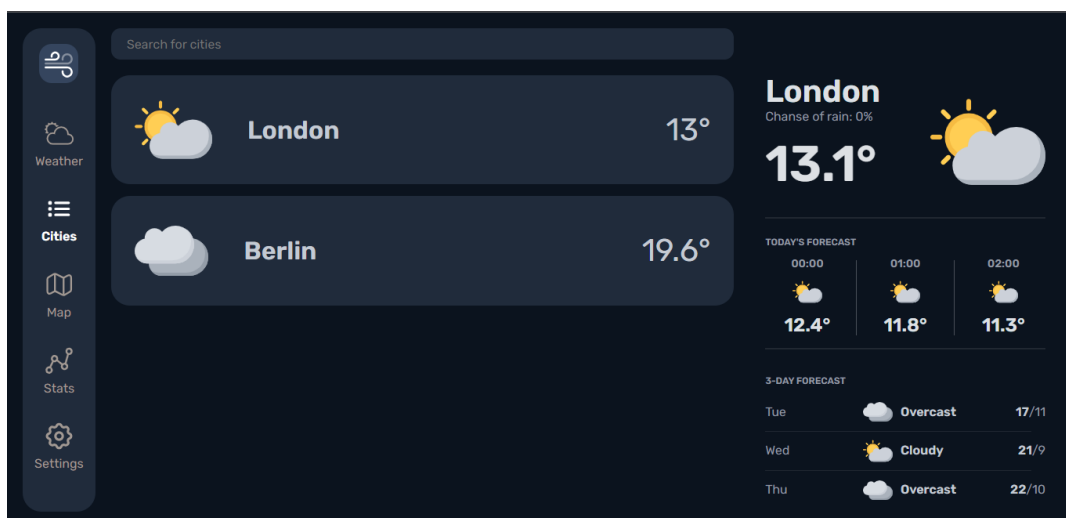 Weather
Cities
Map
Stats
Settings
Search for cities
London 13°
Berlin 19.6°
London
Chanse of rain: 0%
13.1°
TODAY'S FORECAST
00:00 01:00 02:00
12.4° 11.8° 11.3°
3-DAY FORECAST
Tue Overcast 17/11
Wed Cloudy 21/9
Thu Overcast 22/10